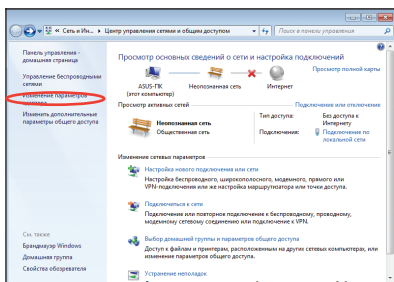 « Сеть и Ин... ▸ Центр управления сетями и общим доступом
Поиск в панели управления
Панель управления -
домашняя страница
Управление беспроводными
сетями
Изменение параметров
адаптера
Изменить дополнительные
параметры общего доступа
См. также
Брандмауэр Windows
Домашняя группа
Свойства обозревателя
Просмотр основных сведений о сети и настройка подключений
Просмотр полной карты
ASUS-ПК
(этот компьютер)
Неопознанная сеть
Интернет
Просмотр активных сетей
Подключение или отключение
Неопознанная сеть
Общественная сеть
Тип доступа: Без доступа к
Интернету
Подключения: Подключение по
локальной сети
Изменение сетевых параметров
Настройка нового подключения или сети
Настройка беспроводного, широкополосного, модемного, прямого или
VPN-подключения или же настройка маршрутизатора или точки доступа.
Подключиться к сети
Подключение или повторное подключение к беспроводному, проводному,
модемному сетевому соединению или подключение к VPN.
Выбор домашней группы и параметров общего доступа
Доступ к файлам и принтерам, расположенным на других сетевых компьютерах, или
изменение параметров общего доступа.
Устранение неполадок